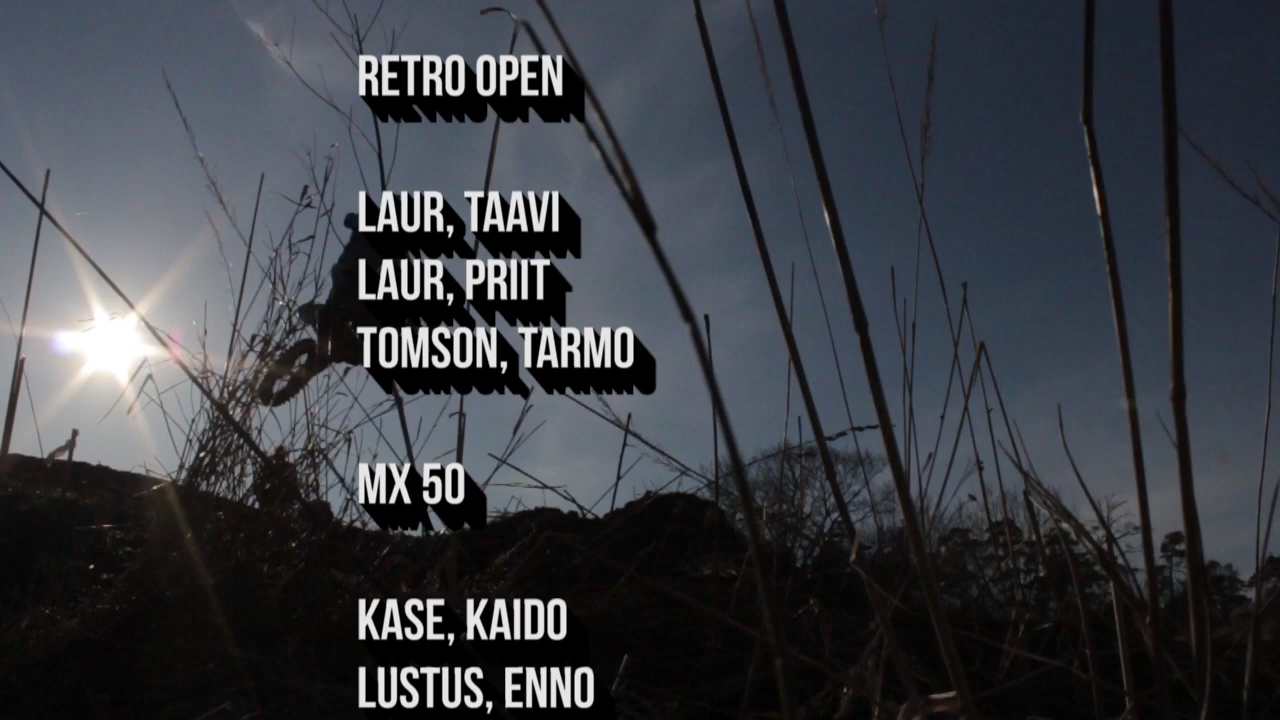 RETRO OPEN
LAUR, TAAVI
LAUR, PRIIT
TOMSON, TARMO
MX 50
KASE, KAIDO
LUSTUS, ENNO